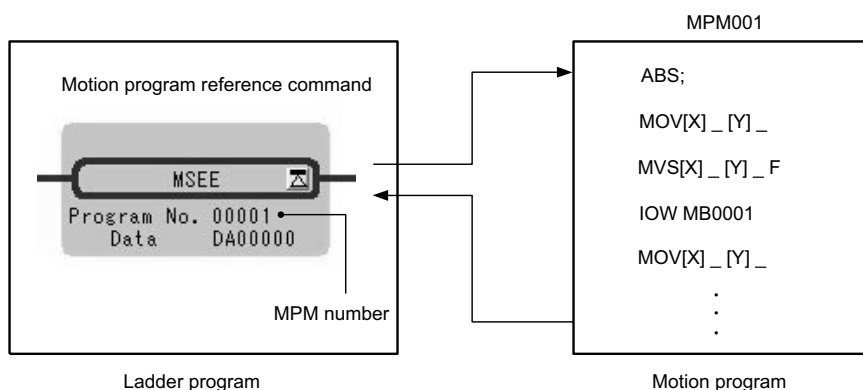 MPM001
Motion program reference command
MSEE
Program No. 00001
Data DA00000
MPM number
ABS;
MOV[X] _ [Y] _
MVS[X] _ [Y] _ F
IOW MB0001
MOV[X] _ [Y] _
.
.
.
Ladder program
Motion program